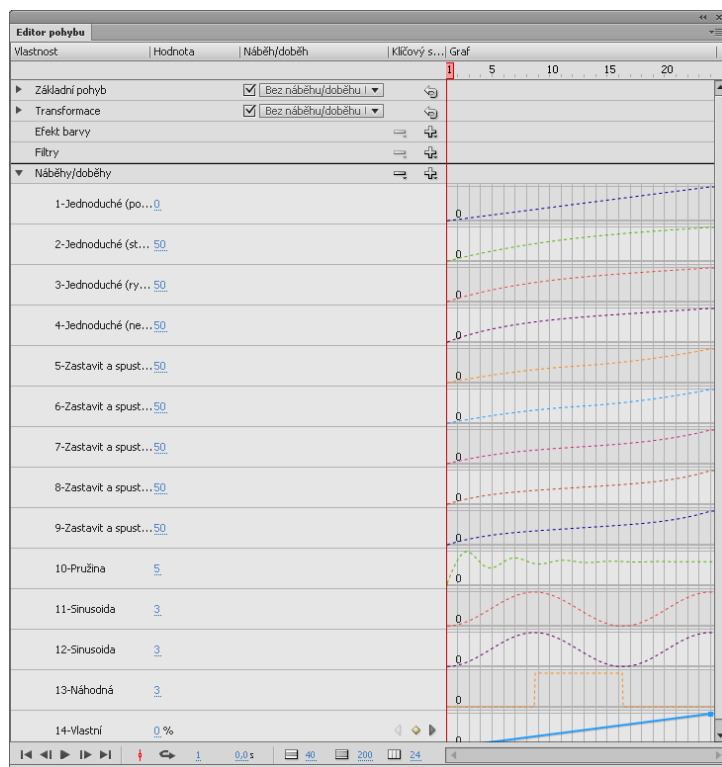 Editor pohybu
Vlastnost Hodnota Náběh/doběh Klíčový s... Graf
1 5 10 15 20
Základní pohyb Bez náběhu/doběhu
Transformace Bez náběhu/doběhu
Efekt barvy
Filtry
Náběhy/doběhy
1-Jednoduché (po... 0 0
2-Jednoduché (st... 50 0
3-Jednoduché (ry... 50 0
4-Jednoduché (ne... 50 0
5-Zastavit a spust... 50 0
6-Zastavit a spust... 50 0
7-Zastavit a spust... 50 0
8-Zastavit a spust... 50 0
9-Zastavit a spust... 50 0
10-Pružina 5 0
11-Sinusoida 3 0
12-Sinusoida 3 0
13-Náhodná 3 0
14-Vlastní 0 % 0
1 0,0 s 40 200 24